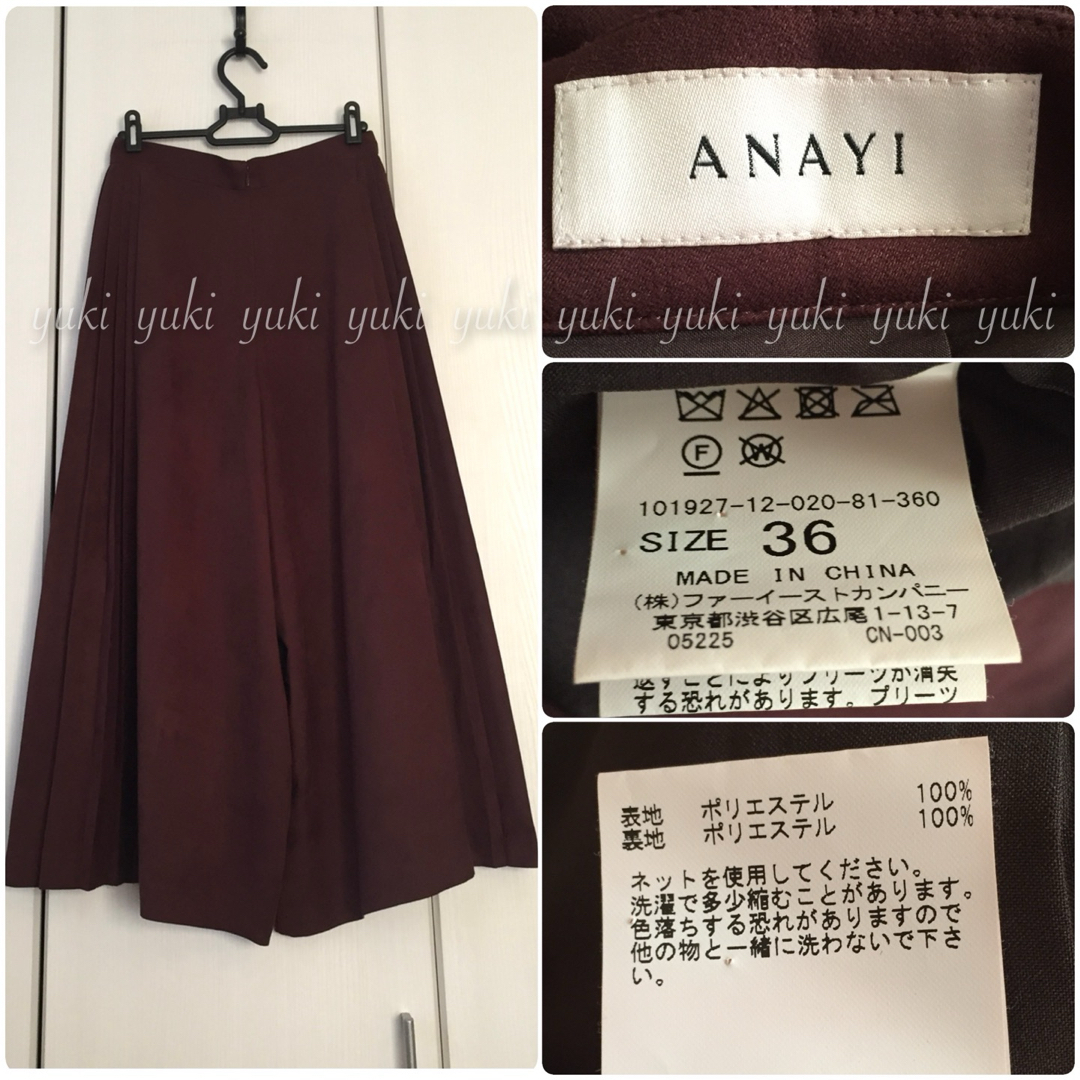 yuki yuki yuki yuki yuki yuki yuki yuki yuki yuki
ANAYI
F W
101927-12-020-81-360
SIZE 36
MADE IN CHINA
(株)ファーイーストカンパニー
東京都渋谷区広尾1-13-7
05225 CN-003
返すことによりプリーツが消失
する恐れがあります。プリーツ
表地 ポリエステル 100%
裏地 ポリエステル 100%
ネットを使用してください。
洗濯で多少縮むことがあります。
色落ちする恐れがありますので
他の物と一緒に洗わないで下さ
い。